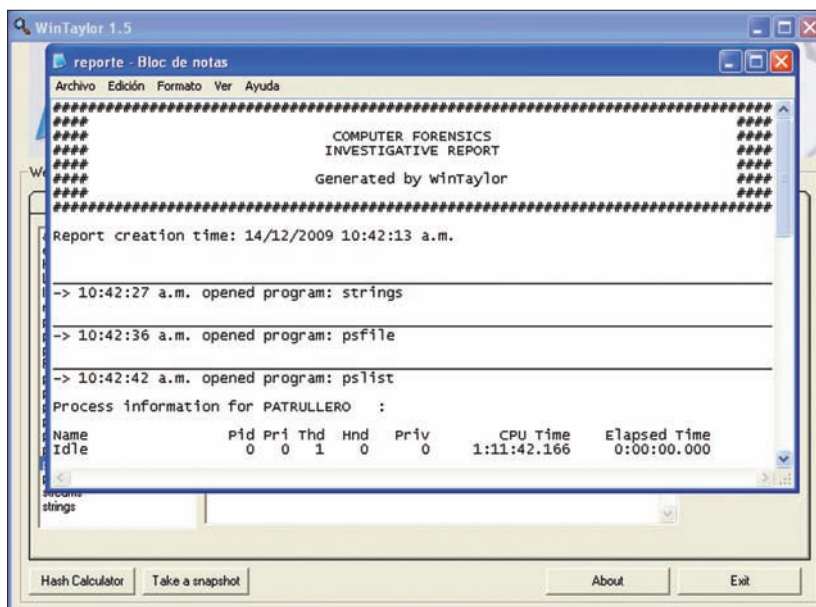 WinTaylor 1.5
reporte - Bloc de notas
Archivo Edición Formato Ver Ayuda
###################################################################################
#### ####
#### COMPUTER FORENSICS ####
#### INVESTIGATIVE REPORT ####
#### ####
#### Generated by WinTaylor ####
#### ####
###################################################################################
Report creation time: 14/12/2009 10:42:13 a.m.
-> 10:42:27 a.m. opened program: strings
-> 10:42:36 a.m. opened program: psfile
-> 10:42:42 a.m. opened program: pslist
Process information for PATRULLERO :
Name Pid Pri Thd Hnd Priv CPU Time Elapsed Time
Idle 0 0 1 0 0 1:11:42.166 0:00:00.000
strings
Hash Calculator Take a snapshot About Exit